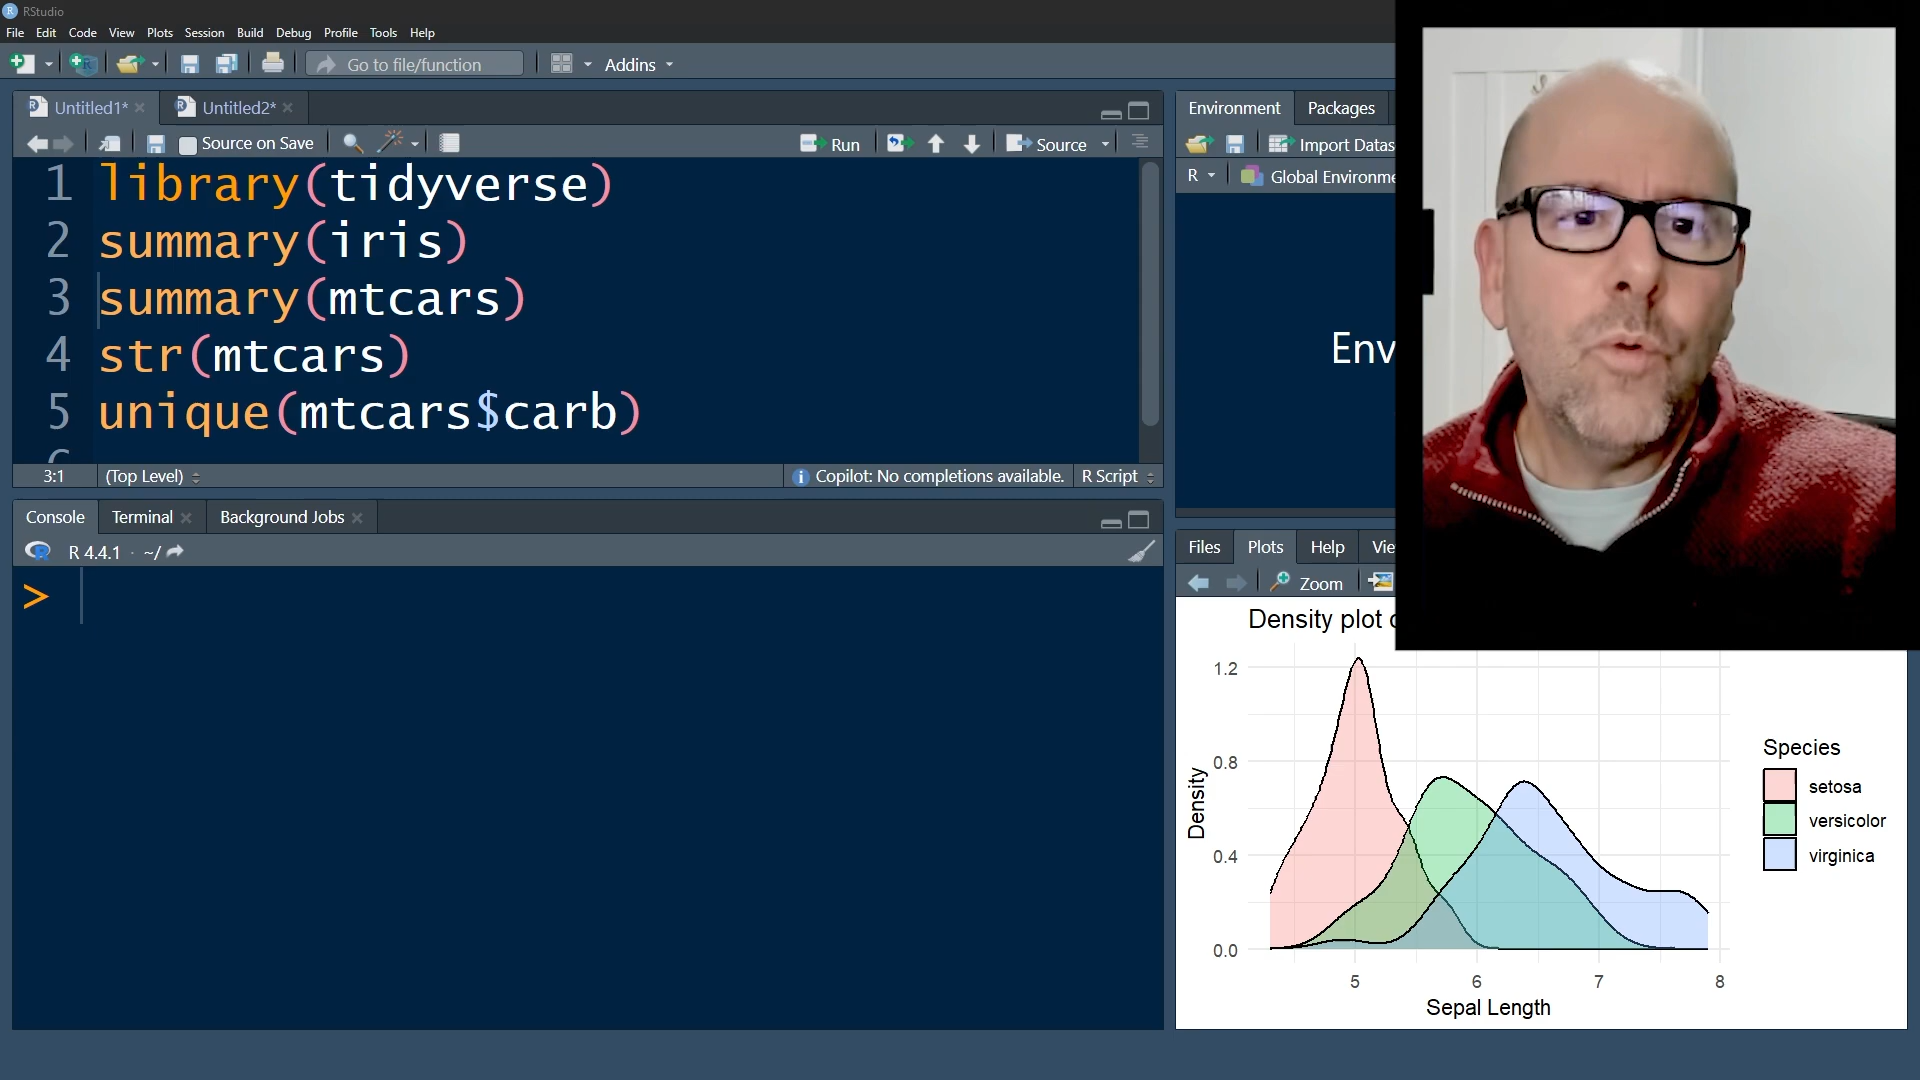 RStudio
File Edit Code View Plots Session Build Debug Profile Tools Help
Go to file/function Addins
Untitled1* Untitled2*
Source on Save Run Source
1 library(tidyverse)
2 summary(iris)
3 summary(mtcars)
4 str(mtcars)
5 unique(mtcars$carb)
3:1 (Top Level) Copilot: No completions available. R Script
Console Terminal Background Jobs
R 4.4.1 · ~/
>
Environment Packages
Import Datas
R Global Environme
Env
Files Plots Help Vie
Zoom
Density plot
1.2
0.8
0.4
0.0
Density
5 6 7 8
Sepal Length
Species
setosa
versicolor
virginica